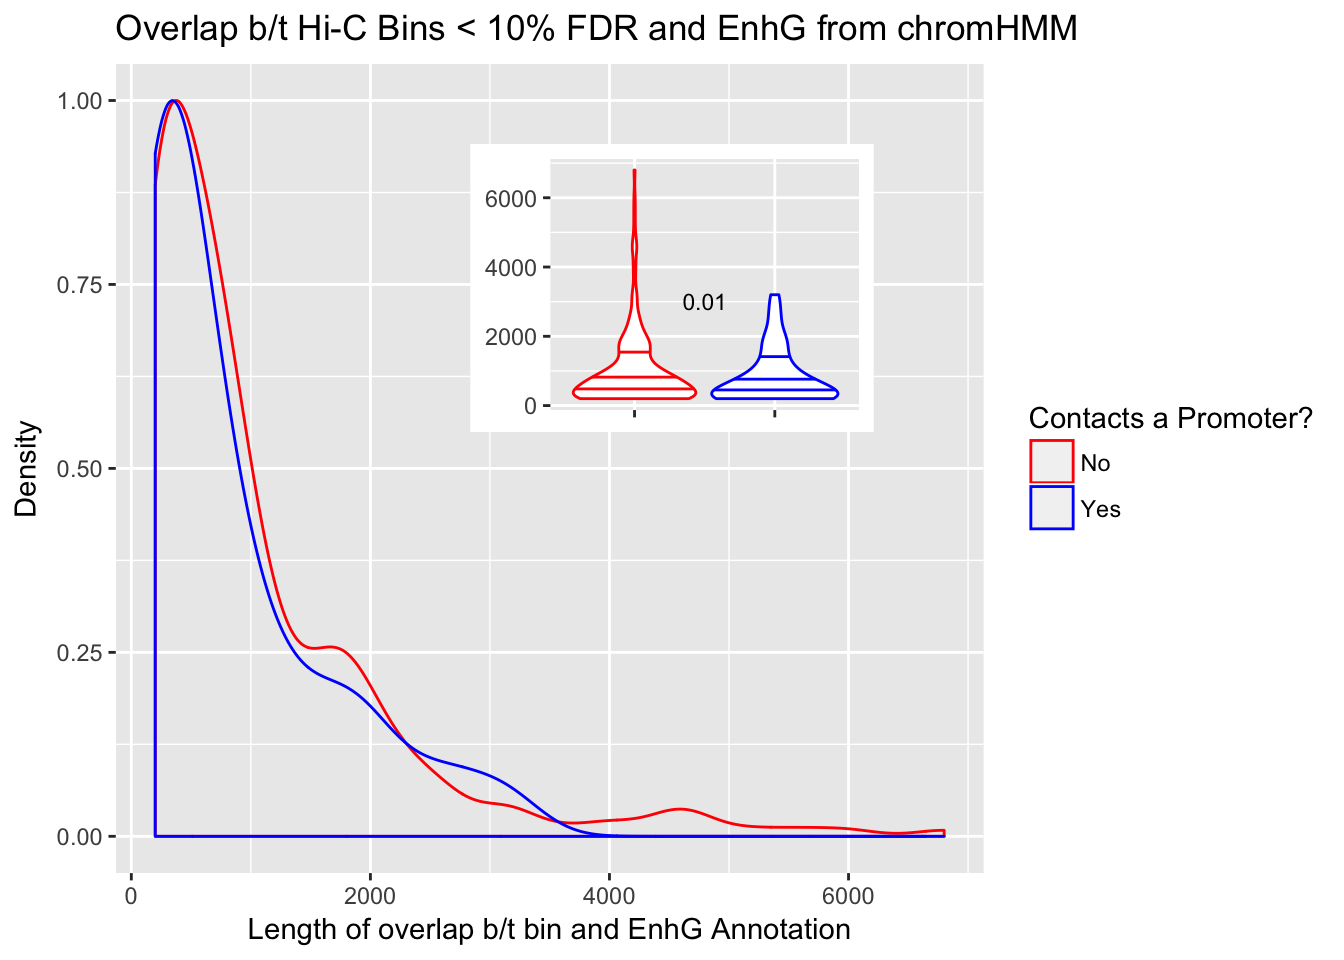 Overlap b/t Hi-C Bins < 10% FDR and EnhG from chromHMM
1.00
0.75
0.50
0.25
0.00
Density
6000
4000
2000
0
0.01
0 2000 4000 6000
Length of overlap b/t bin and EnhG Annotation
Contacts a Promoter?
No
Yes